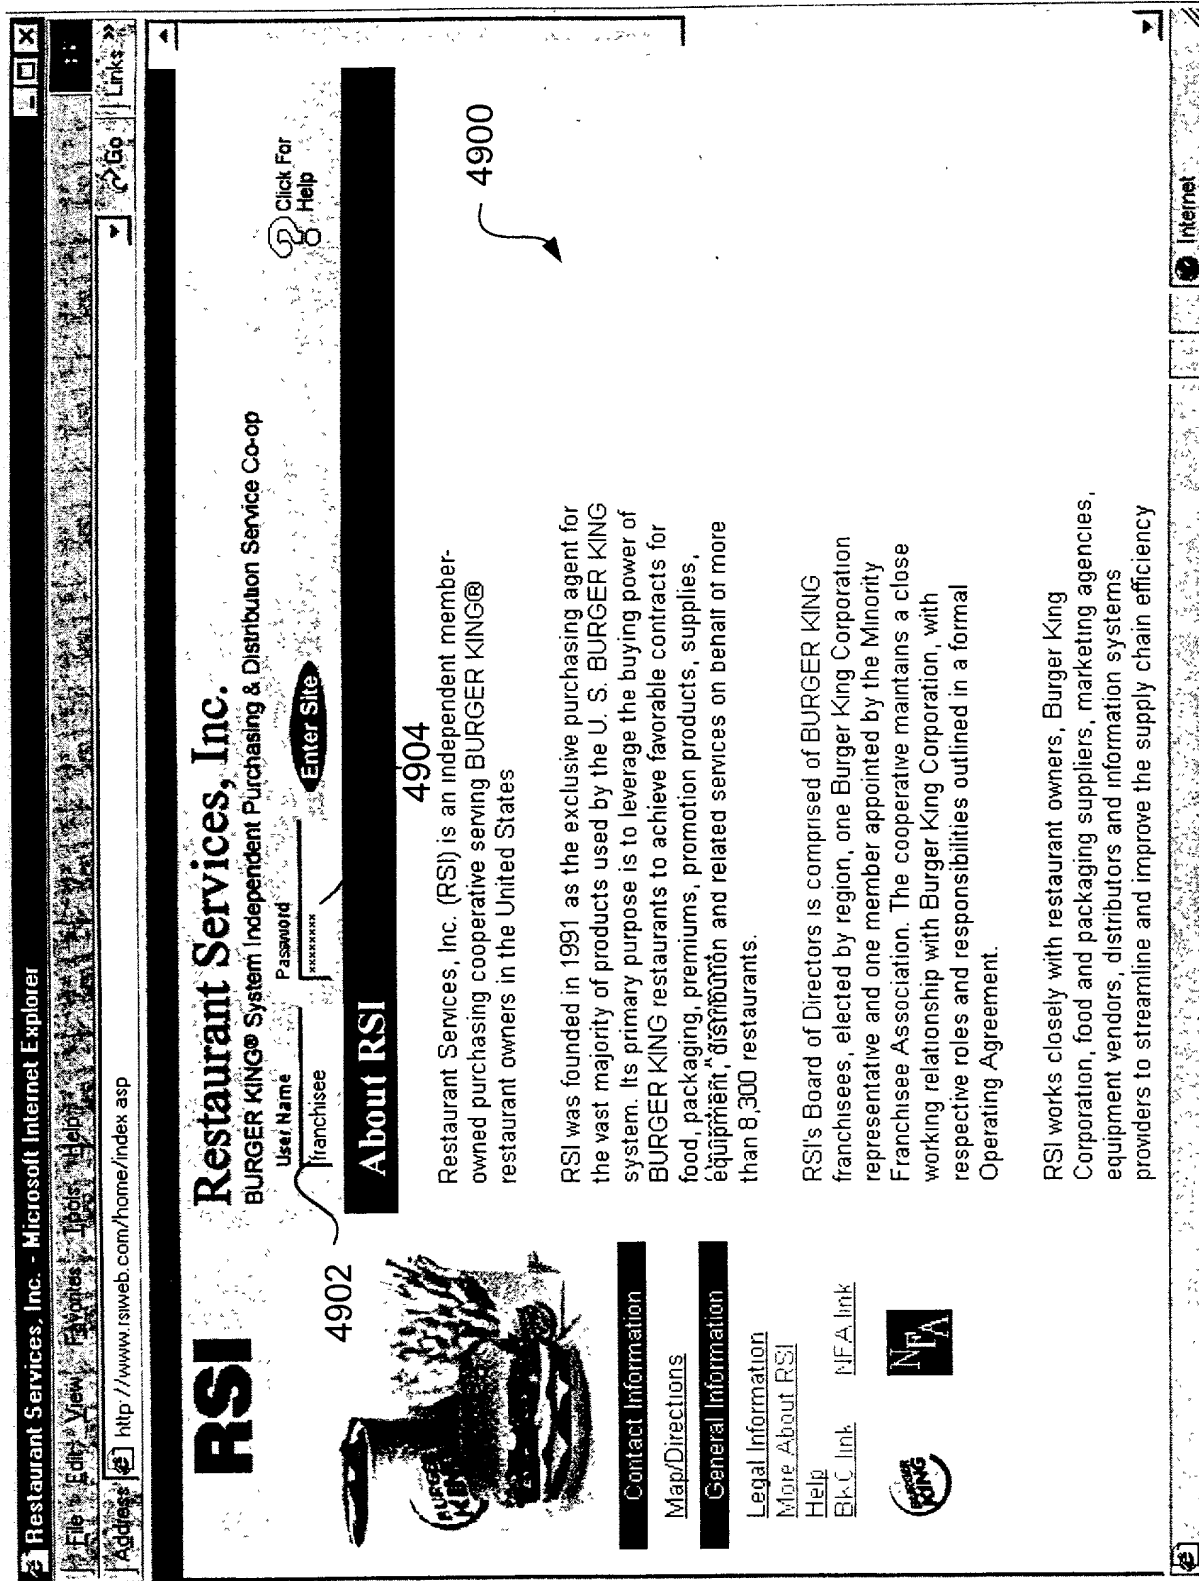 Restaurant Services, Inc. - Microsoft Internet Explorer
File Edit View Favorites Tools Help
Address http://www.rsiweb.com/home/index.asp Go Links »
RSI
Restaurant Services, Inc.
BURGER KING® System Independent Purchasing & Distribution Service Co-op
User Name Password
franchisee xxxxxxxx Enter Site Click For Help
4902
4904
4900
BURGER KING
About RSI
Restaurant Services, Inc. (RSI) is an independent member-
owned purchasing cooperative serving BURGER KING®
restaurant owners in the United States
RSI was founded in 1991 as the exclusive purchasing agent for
the vast majority of products used by the U. S. BURGER KING
system. Its primary purpose is to leverage the buying power of
BURGER KING restaurants to achieve favorable contracts for
food, packaging, premiums, promotion products, supplies,
equipment, distribution and related services on behalf of more
than 8,300 restaurants.
RSI's Board of Directors is comprised of BURGER KING
franchisees, elected by region, one Burger King Corporation
representative and one member appointed by the Minority
Franchisee Association. The cooperative maintains a close
working relationship with Burger King Corporation, with
respective roles and responsibilities outlined in a formal
Operating Agreement.
RSI works closely with restaurant owners, Burger King
Corporation, food and packaging suppliers, marketing agencies,
equipment vendors, distributors and information systems
providers to streamline and improve the supply chain efficiency
Contact Information
Map/Directions
General Information
Legal Information
More About RSI
Help
BKC link NFA link
BURGER KING NFA
Internet